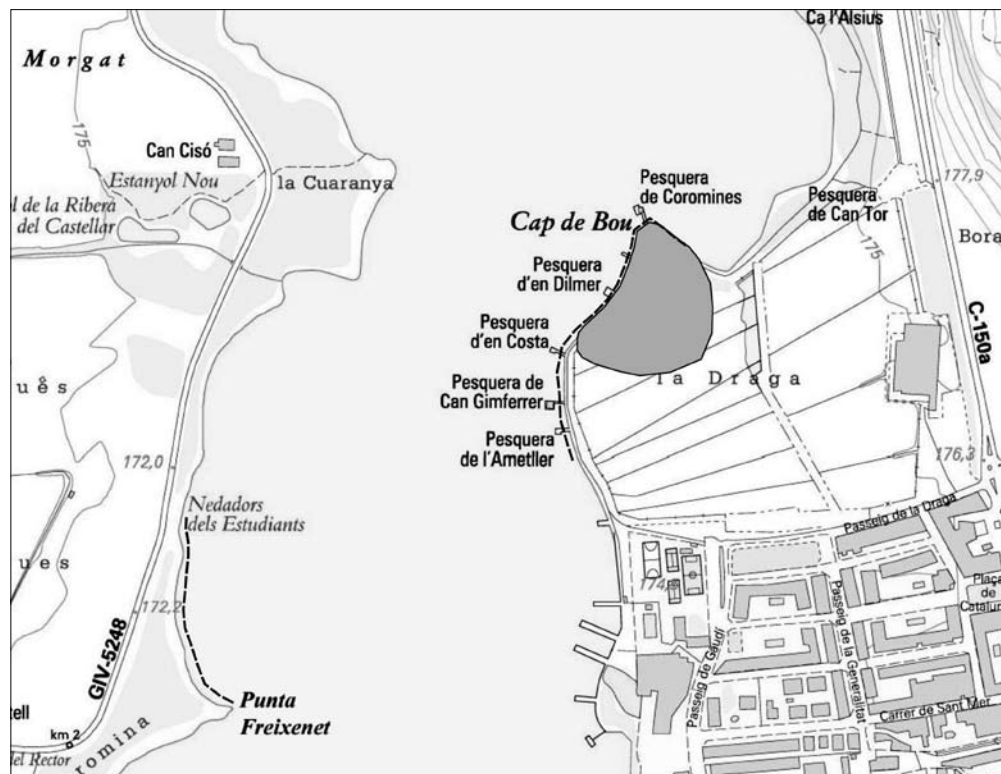 Ca l'Alsius
Morgat
175
Can Cisó
Estanyol Nou
la Cuaranya
l de la Ribera
del Castellar
Pesquera
de Coromines
Cap de Bou
Pesquera
de Can Tor
177,9
Bora
175
Pesquera
d'en Dilmer
C-150a
Pesquera
d'en Costa
la Draga
u ê s
Pesquera de
Can Gimferrer
Pesquera
de l'Ametller
172,0
176,3
Nedadors
dels Estudiants
Passeig de la Draga
u e s
174,
Plaça
de
Catalun
172,2
Passeig de Gaudí
Passeig de la Generalitat
GIV-5248
Punta
Freixenet
Carrer de Sant Mer
tell
km 2
del Rector
romina